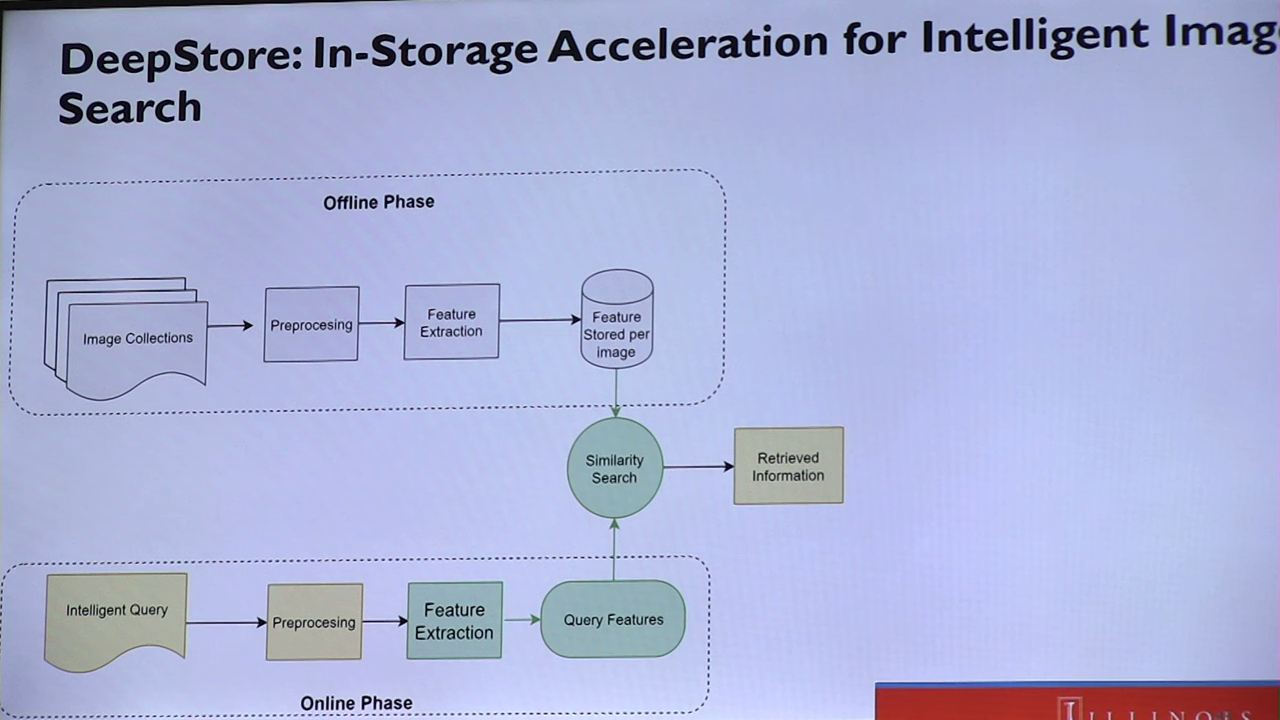 DeepStore: In-Storage Acceleration for Intelligent Imag
Search
Offline Phase
Image Collections
Preprocesing
Feature
Extraction
Feature
Stored per
image
Similarity
Search
Retrieved
Information
Intelligent Query
Preprocesing
Feature
Extraction
Query Features
Online Phase
ILLINOIS